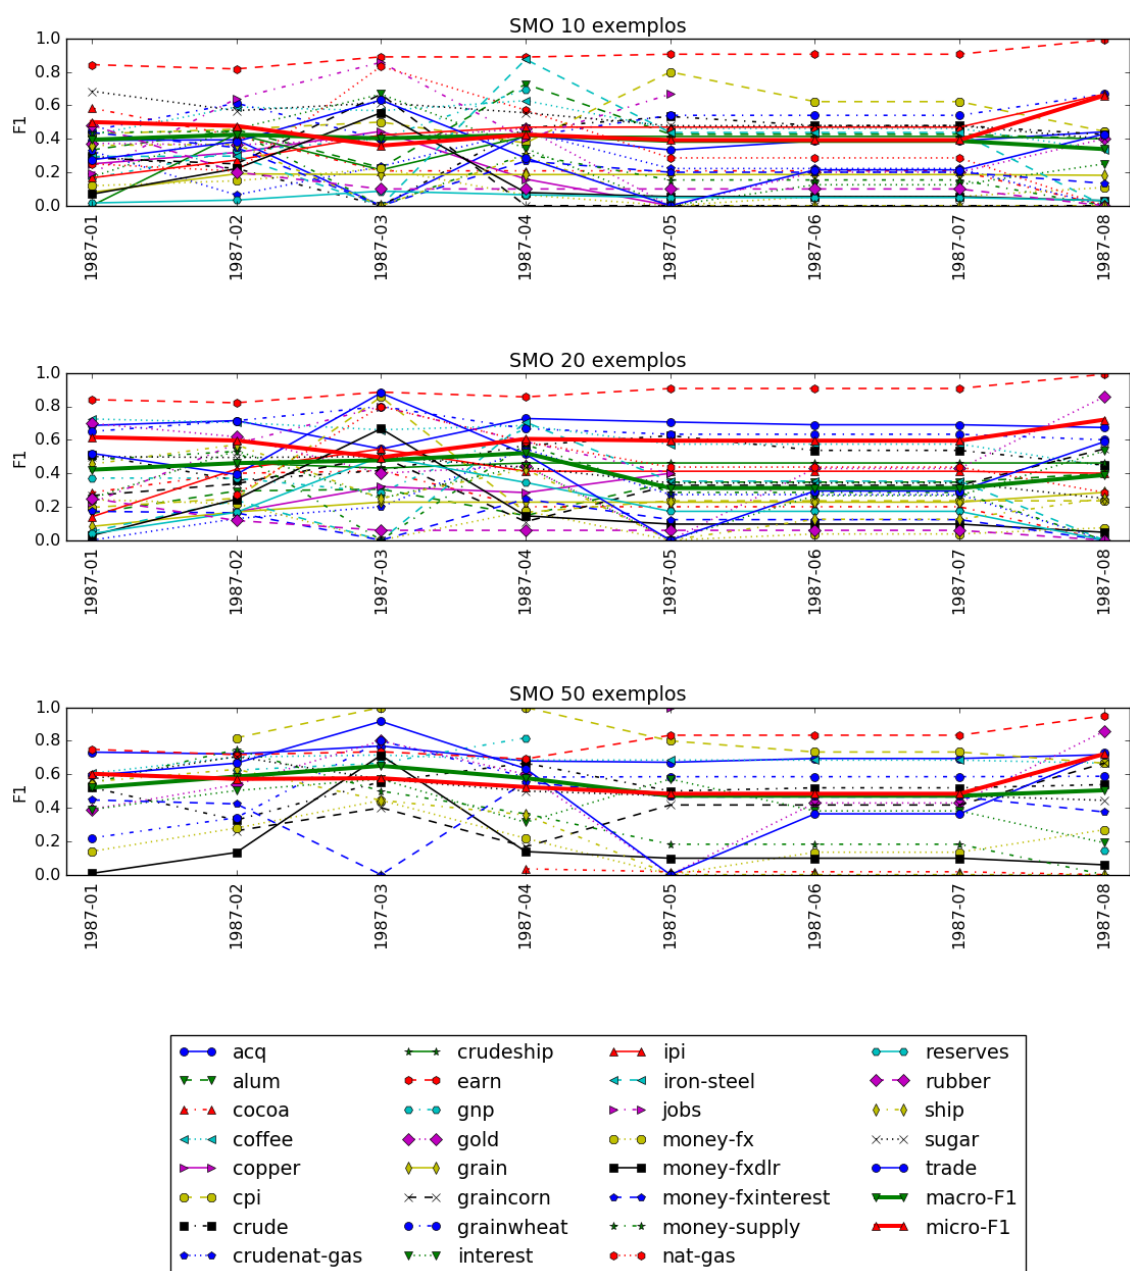 SMO 10 exemplos
1.0
0.8
0.6
0.4
0.2
0.0
F1
1987-01
1987-02
1987-03
1987-04
1987-05
1987-06
1987-07
1987-08
SMO 20 exemplos
1.0
0.8
0.6
0.4
0.2
0.0
F1
1987-01
1987-02
1987-03
1987-04
1987-05
1987-06
1987-07
1987-08
SMO 50 exemplos
1.0
0.8
0.6
0.4
0.2
0.0
F1
1987-01
1987-02
1987-03
1987-04
1987-05
1987-06
1987-07
1987-08
acq
alum
cocoa
coffee
copper
cpi
crude
crudenat-gas
crudeship
earn
gnp
gold
grain
graincorn
grainwheat
interest
ipi
iron-steel
jobs
money-fx
money-fxdlr
money-fxinterest
money-supply
nat-gas
reserves
rubber
ship
sugar
trade
macro-F1
micro-F1